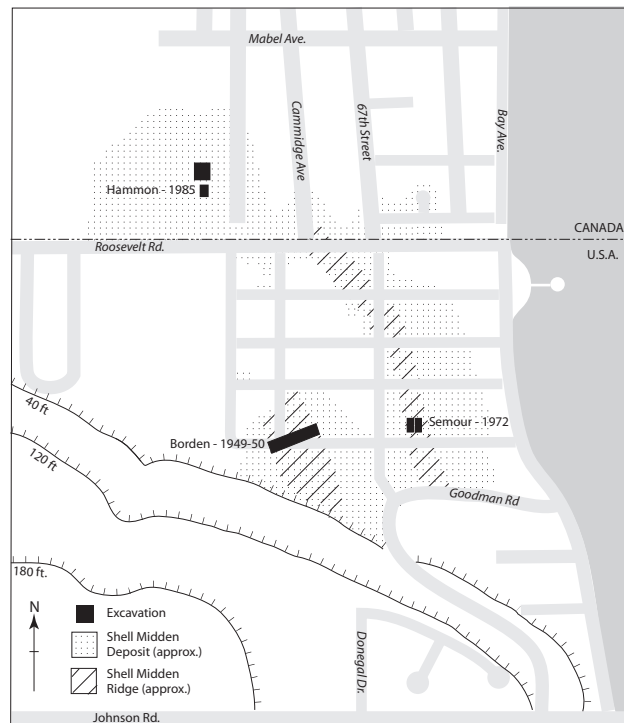 Mabel Ave.
Cammidge Ave
67th Street
Bay Ave.
Hammon - 1985
CANADA
Roosevelt Rd.
U.S.A.
40 ft.
Semour - 1972
Borden - 1949-50
120 ft.
Goodman Rd
180 ft.
N
Excavation
Shell Midden
Deposit (approx.)
Shell Midden
Ridge (approx.)
Donegal Dr.
Johnson Rd.